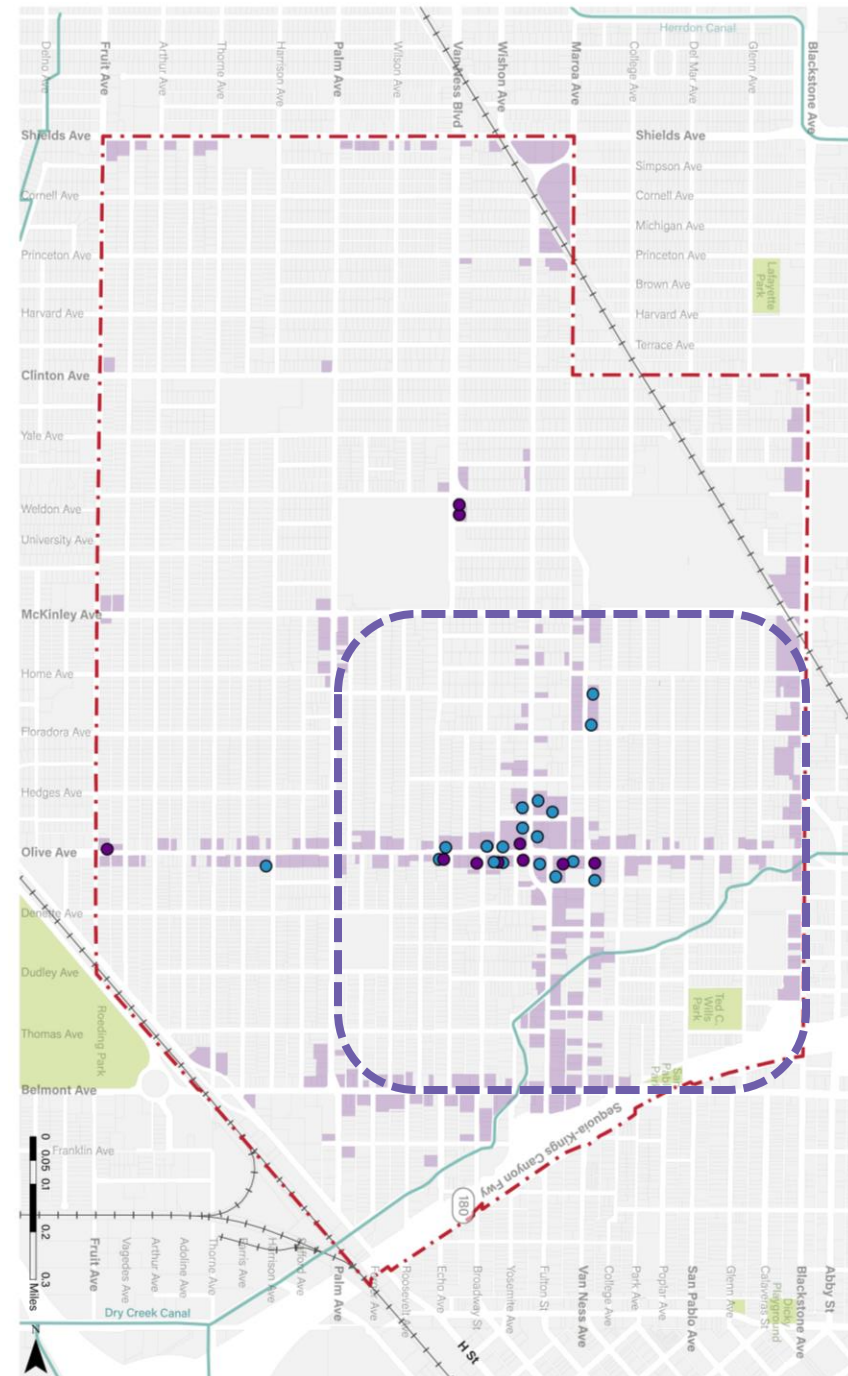 Herndon Canal
Delno Ave
Fruit Ave
Arthur Ave
Thorne Ave
Harrison Ave
Palm Ave
Wilson Ave
Van Ness Blvd
Wishon Ave
Maroa Ave
College Ave
Del Mar Ave
Glenn Ave
Blackstone Ave
Shields Ave
Shields Ave
Simpson Ave
Cornell Ave
Cornell Ave
Michigan Ave
Princeton Ave
Princeton Ave
Brown Ave
Lafayette
Park
Harvard Ave
Harvard Ave
Terrace Ave
Clinton Ave
Yale Ave
Weldon Ave
University Ave
McKinley Ave
Home Ave
Floradora Ave
Hedges Ave
Olive Ave
Dudley Ave
Ted C.
Wills
Park
Roeding Park
Thomas Ave
Belmont Ave
Sequoia-Kings Canyon Fwy
Franklin Ave
180
0 0.05 0.1 0.2 0.3
Miles
N
Fruit Ave
Vagedes Ave
Arthur Ave
Adoline Ave
Thorne Ave
Harrison Ave
Palm Ave
Roosevelt Ave
Echo Ave
Broadway St
Yosemite Ave
Fulton St
Van Ness Ave
College Ave
Park Ave
Poplar Ave
San Pablo Ave
Glenn Ave
Calaveras St
Dicky
Playground
Blackstone Ave
Abby St
Dry Creek Canal
H St